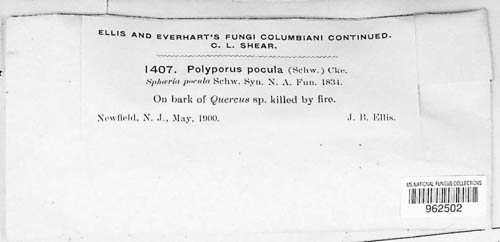 ELLIS AND EVERHART'S FUNGI COLUMBIANI CONTINUED.
C. L. SHEAR.
1407. Polyporus pocula (Schw.) Cke.
Sphæria pocula Schw. Syn. N. A. Fun. 1834.
On bark of Quercus sp. killed by fire.
Newfield, N. J., May, 1900. J. B. Ellis.
US NATIONAL FUNGUS COLLECTIONS
962502